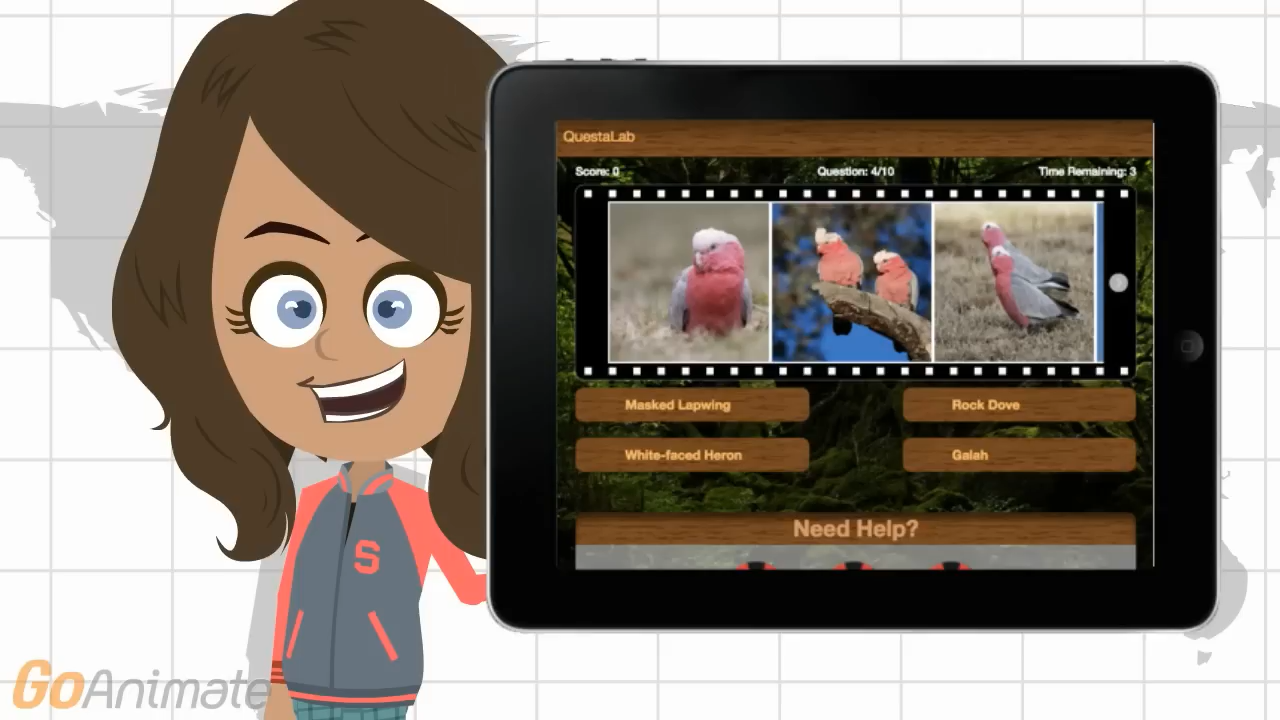 QuestaLab
Score: 0 Question: 4/10 Time Remaining: 3
Masked Lapwing Rock Dove
White-faced Heron Galah
Need Help?
S
GoAnimate